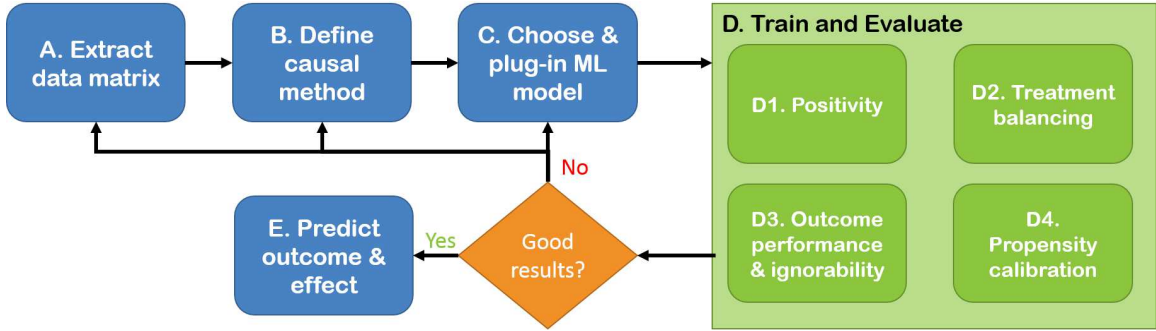 A. Extract
data matrix
B. Define
causal
method
C. Choose &
plug-in ML
model
D. Train and Evaluate
D1. Positivity
D2. Treatment
balancing
D3. Outcome
performance
& ignorability
D4.
Propensity
calibration
No
Good
results?
Yes
E. Predict
outcome &
effect